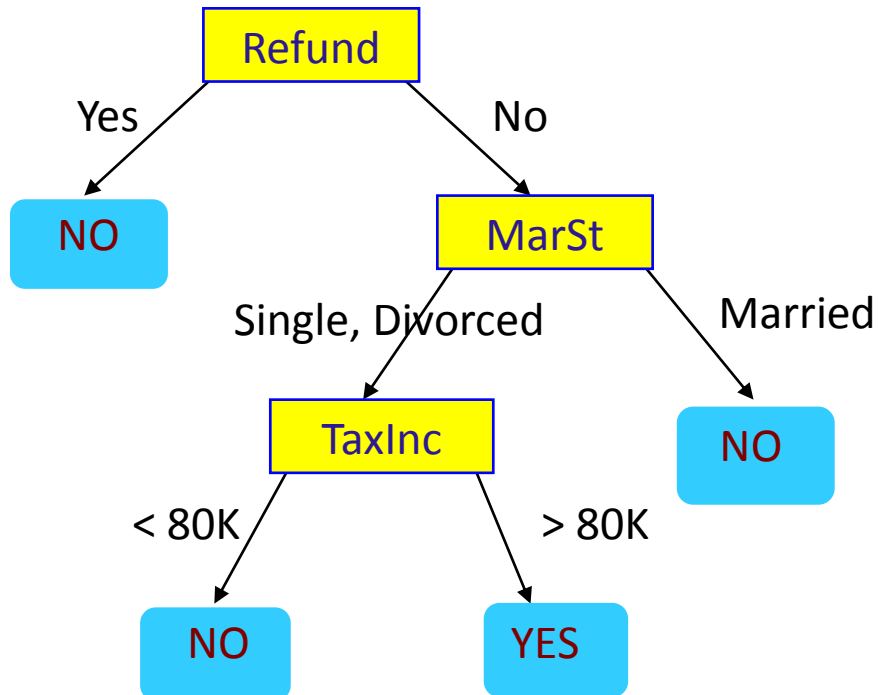 Refund
Yes
No
NO
MarSt
Single, Divorced
Married
TaxInc
NO
< 80K
> 80K
NO
YES